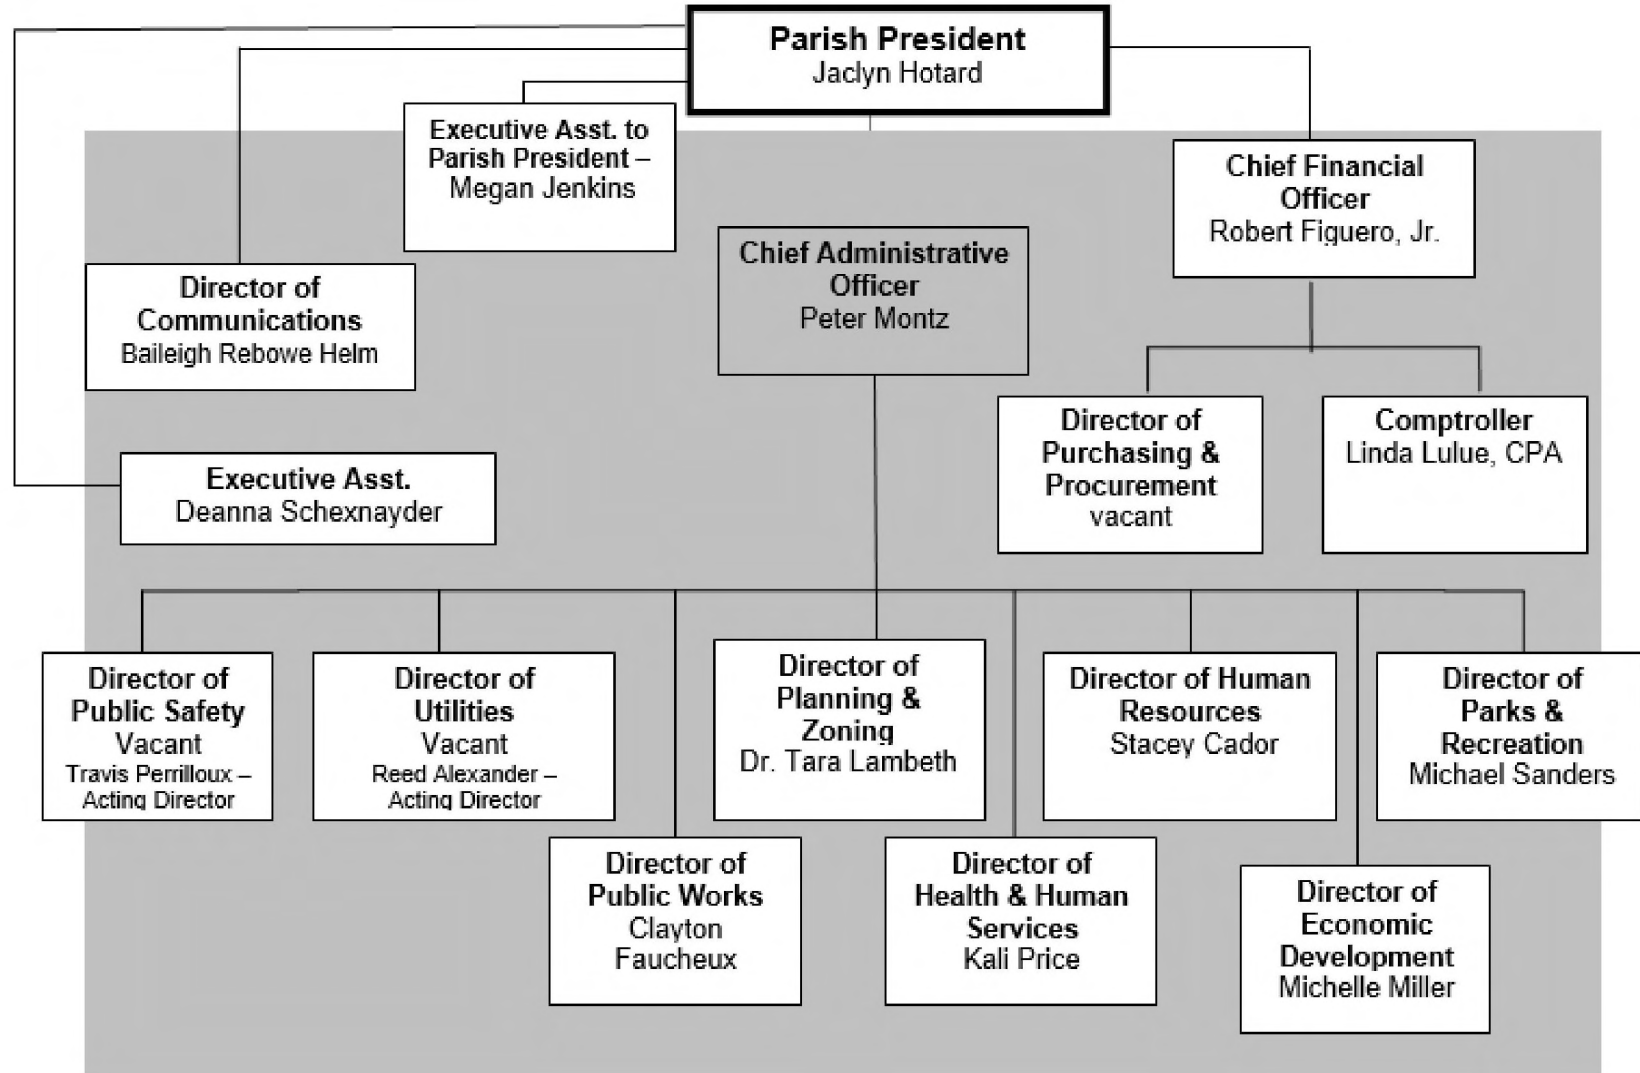 Parish President
Jaclyn Hotard
Executive Asst. to
Parish President –
Megan Jenkins
Chief Financial
Officer
Robert Figuero, Jr.
Chief Administrative
Officer
Peter Montz
Director of
Communications
Baileigh Rebowe Helm
Director of
Purchasing &
Procurement
vacant
Comptroller
Linda Lulue, CPA
Executive Asst.
Deanna Schexnayder
Director of
Public Safety
Vacant
Travis Perrilloux –
Acting Director
Director of
Utilities
Vacant
Reed Alexander –
Acting Director
Director of
Planning &
Zoning
Dr. Tara Lambeth
Director of Human
Resources
Stacey Cador
Director of
Parks &
Recreation
Michael Sanders
Director of
Public Works
Clayton
Faucheux
Director of
Health & Human
Services
Kali Price
Director of
Economic
Development
Michelle Miller